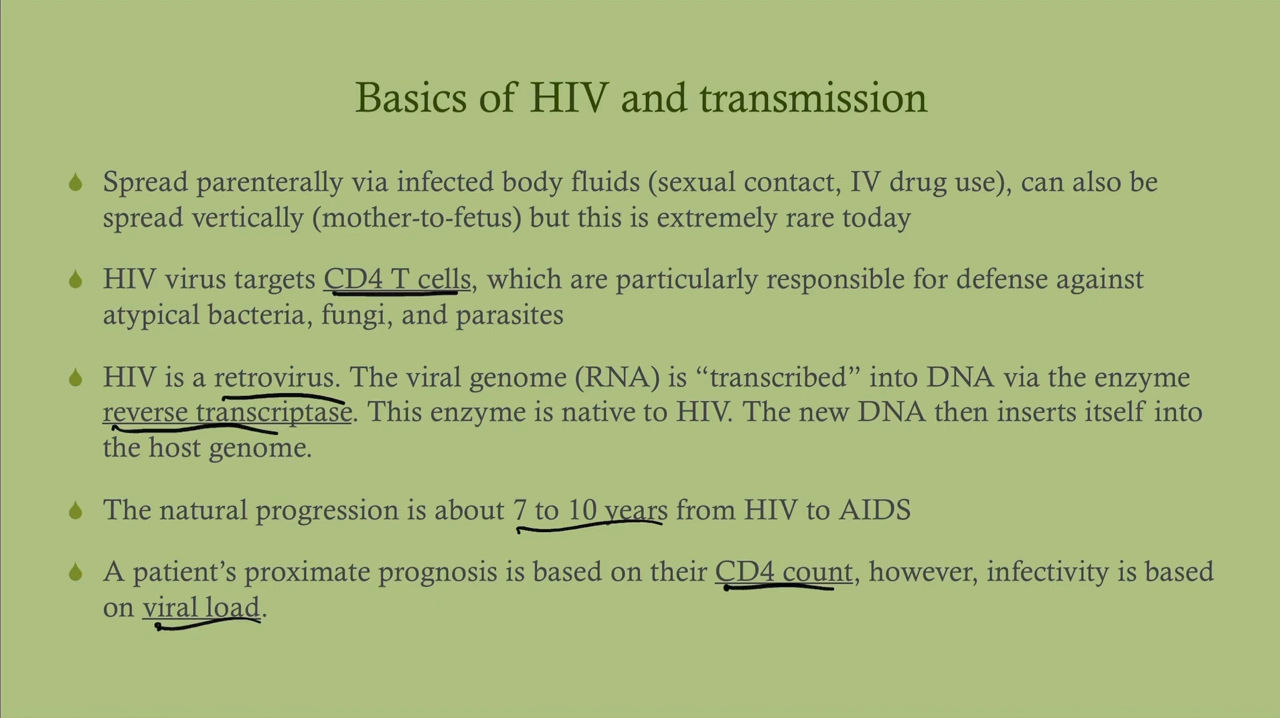 Basics of HIV and transmission
Spread parenterally via infected body fluids (sexual contact, IV drug use), can also be
spread vertically (mother-to-fetus) but this is extremely rare today
HIV virus targets CD4 T cells, which are particularly responsible for defense against
atypical bacteria, fungi, and parasites
HIV is a retrovirus. The viral genome (RNA) is “transcribed” into DNA via the enzyme
reverse transcriptase. This enzyme is native to HIV. The new DNA then inserts itself into
the host genome.
The natural progression is about 7 to 10 years from HIV to AIDS
A patient’s proximate prognosis is based on their CD4 count, however, infectivity is based
on viral load.